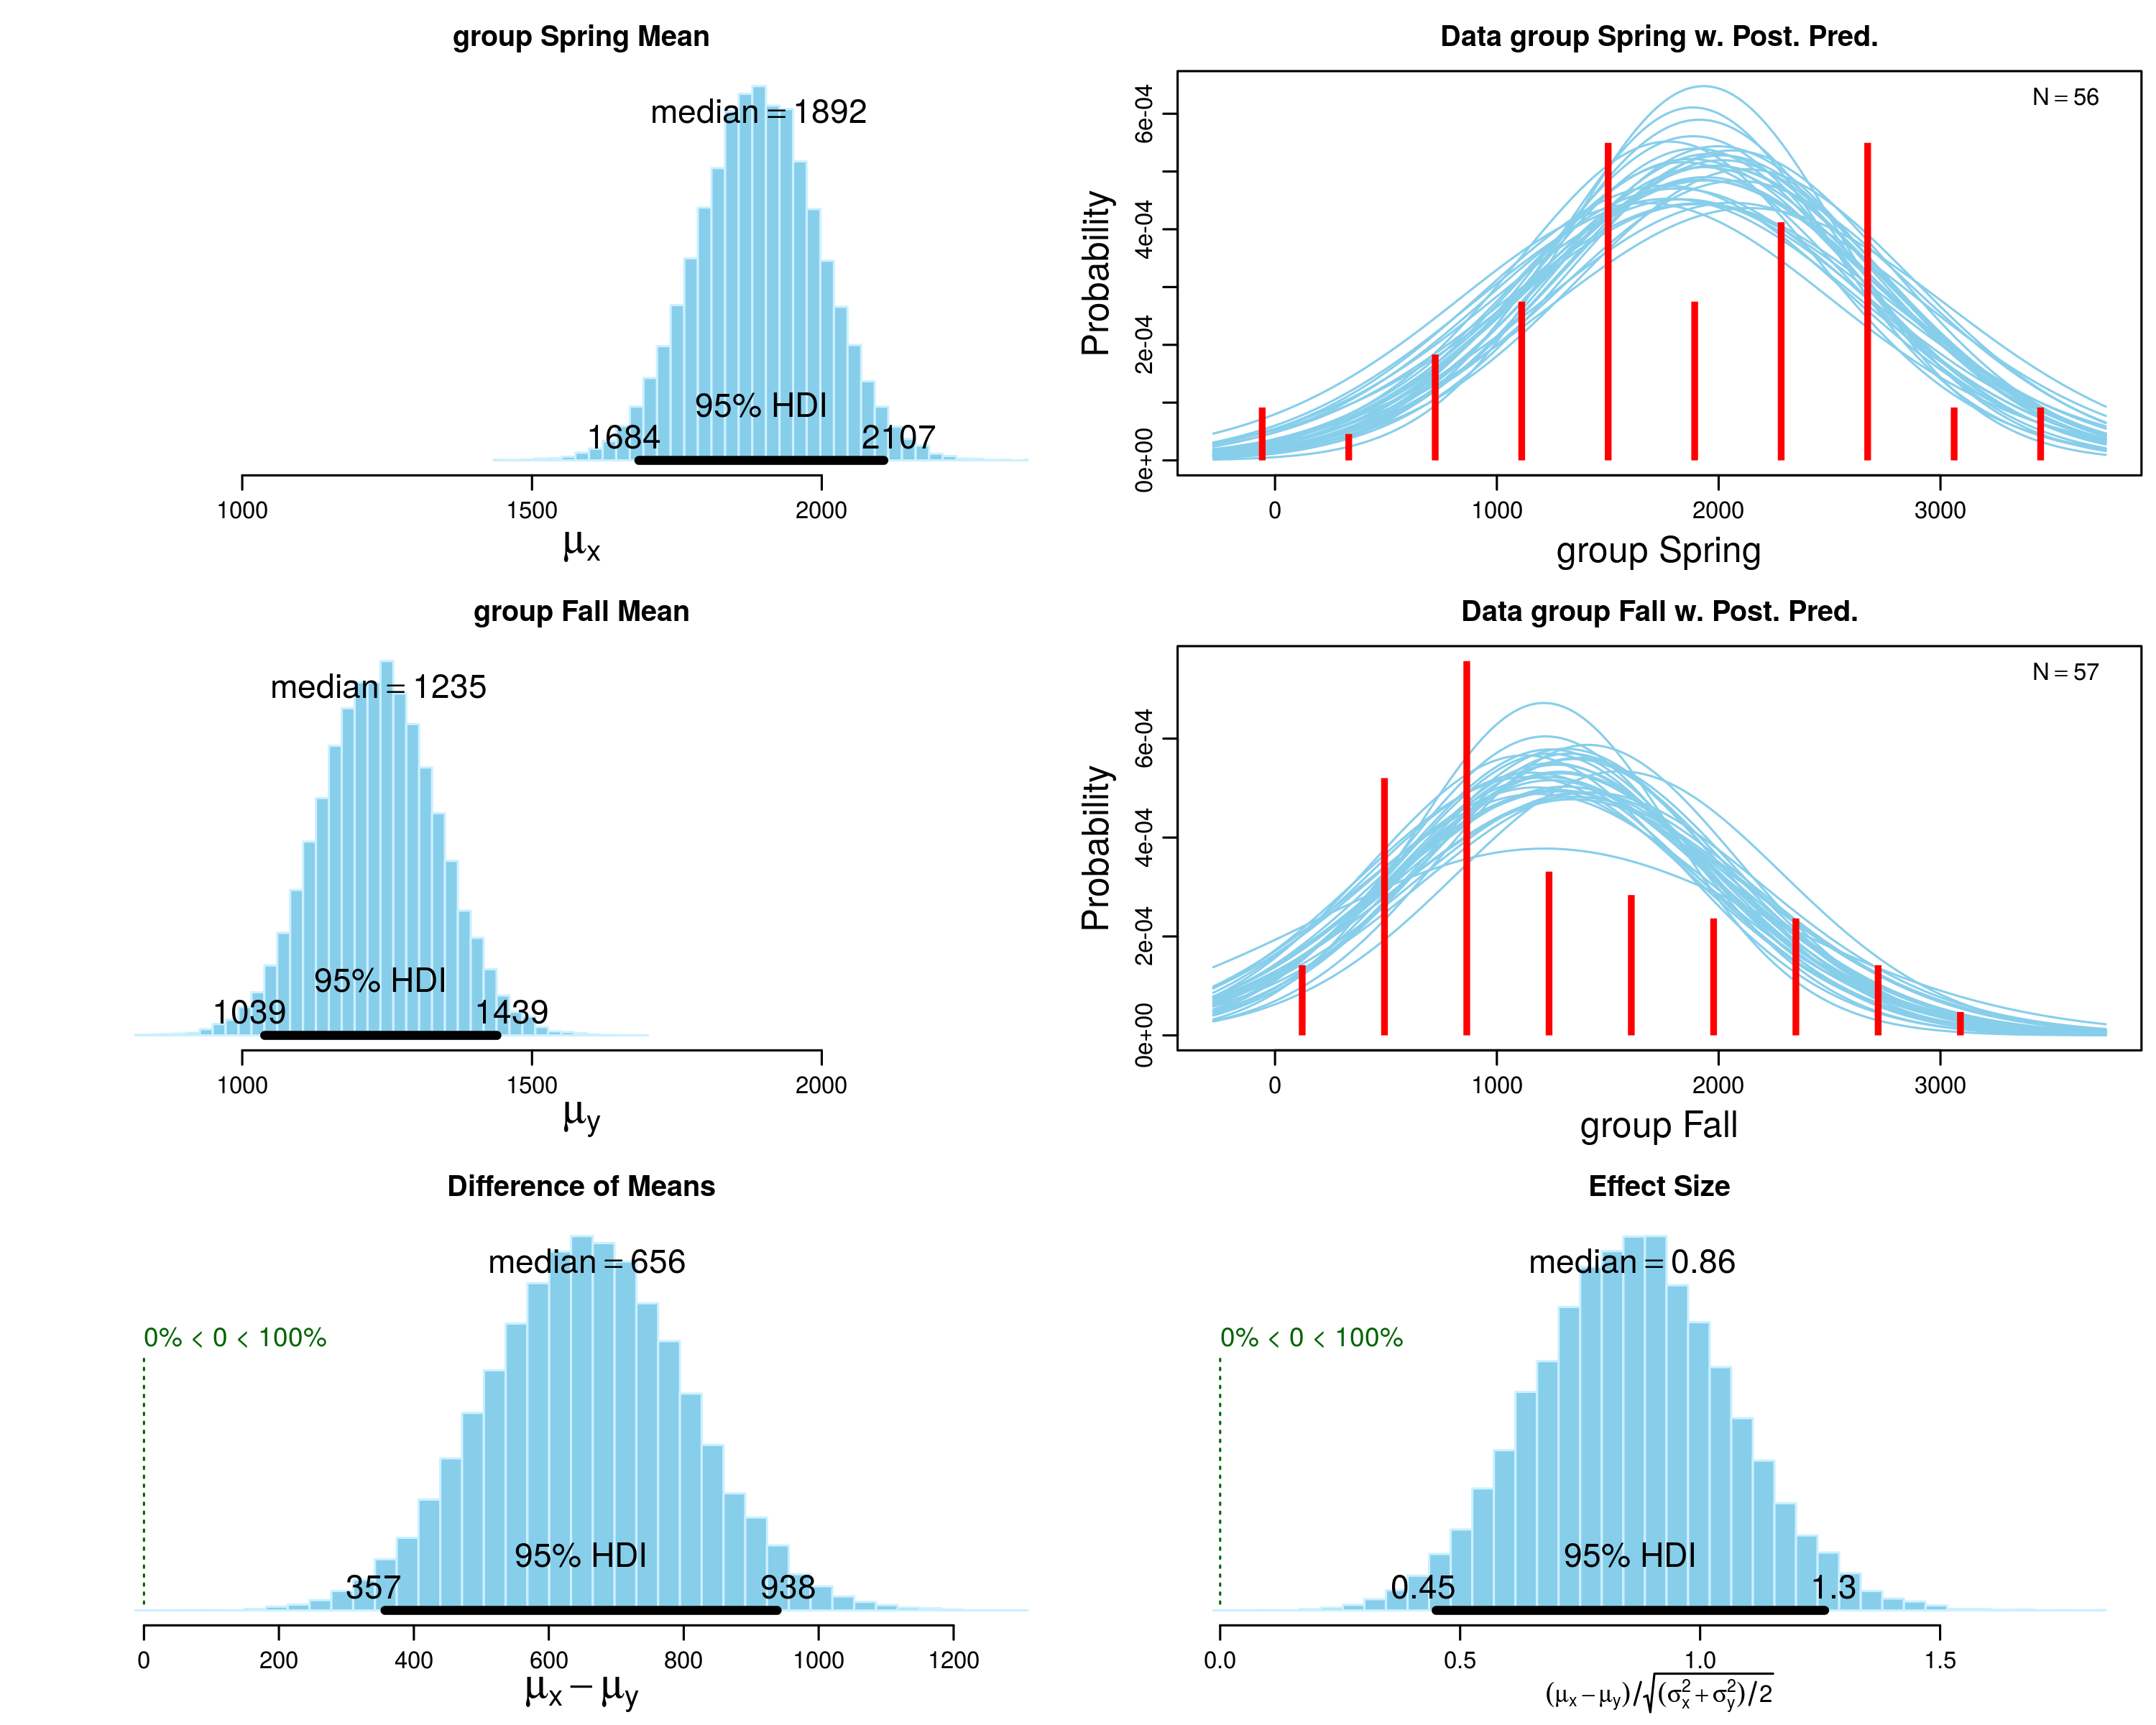 group Spring Mean
median = 1892
95% HDI
1684 2107
1000 1500 2000
μx
Data group Spring w. Post. Pred.
N = 56
Probability
0e+00 2e-04 4e-04 6e-04
0 1000 2000 3000
group Spring
group Fall Mean
median = 1235
95% HDI
1039 1439
1000 1500 2000
μy
Data group Fall w. Post. Pred.
N = 57
Probability
0e+00 2e-04 4e-04 6e-04
0 1000 2000 3000
group Fall
Difference of Means
median = 656
0% < 0 < 100%
95% HDI
357 938
0 200 400 600 800 1000 1200
μx − μy
Effect Size
median = 0.86
0% < 0 < 100%
95% HDI
0.45 1.3
0.0 0.5 1.0 1.5
(μx − μy)/√(σx² + σy²)/2